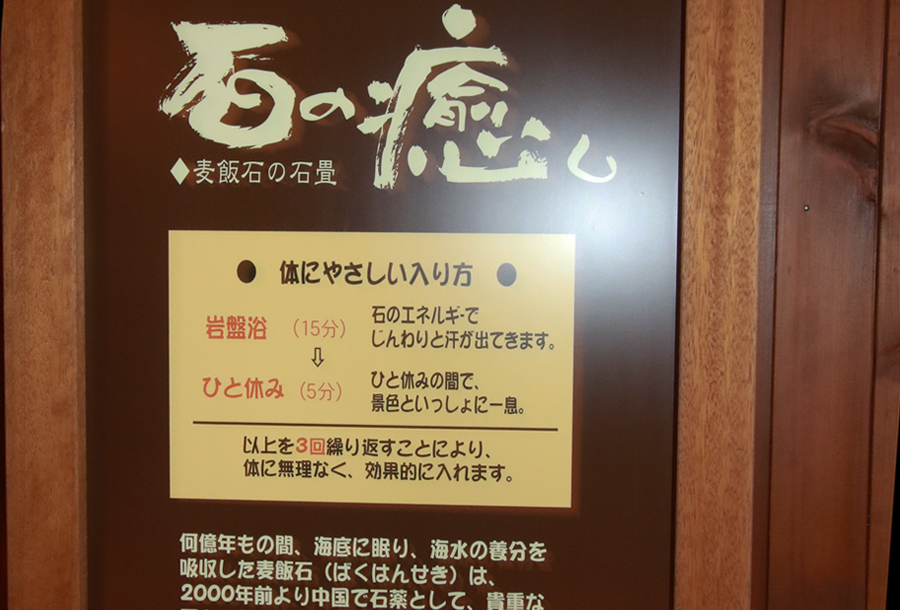 石の癒し
◆麦飯石の石畳
● 体にやさしい入り方 ●
岩盤浴 (15分) 石のエネルギーで
じんわりと汗が出てきます。
⇩
ひと休み (5分) ひと休みの間で、
景色といっしょに一息。
以上を3回繰り返すことにより、
体に無理なく、効果的に入れます。
何億年もの間、海底に眠り、海水の養分を
吸収した麦飯石（ばくはんせき）は、
2000年前より中国で石薬として、貴重な